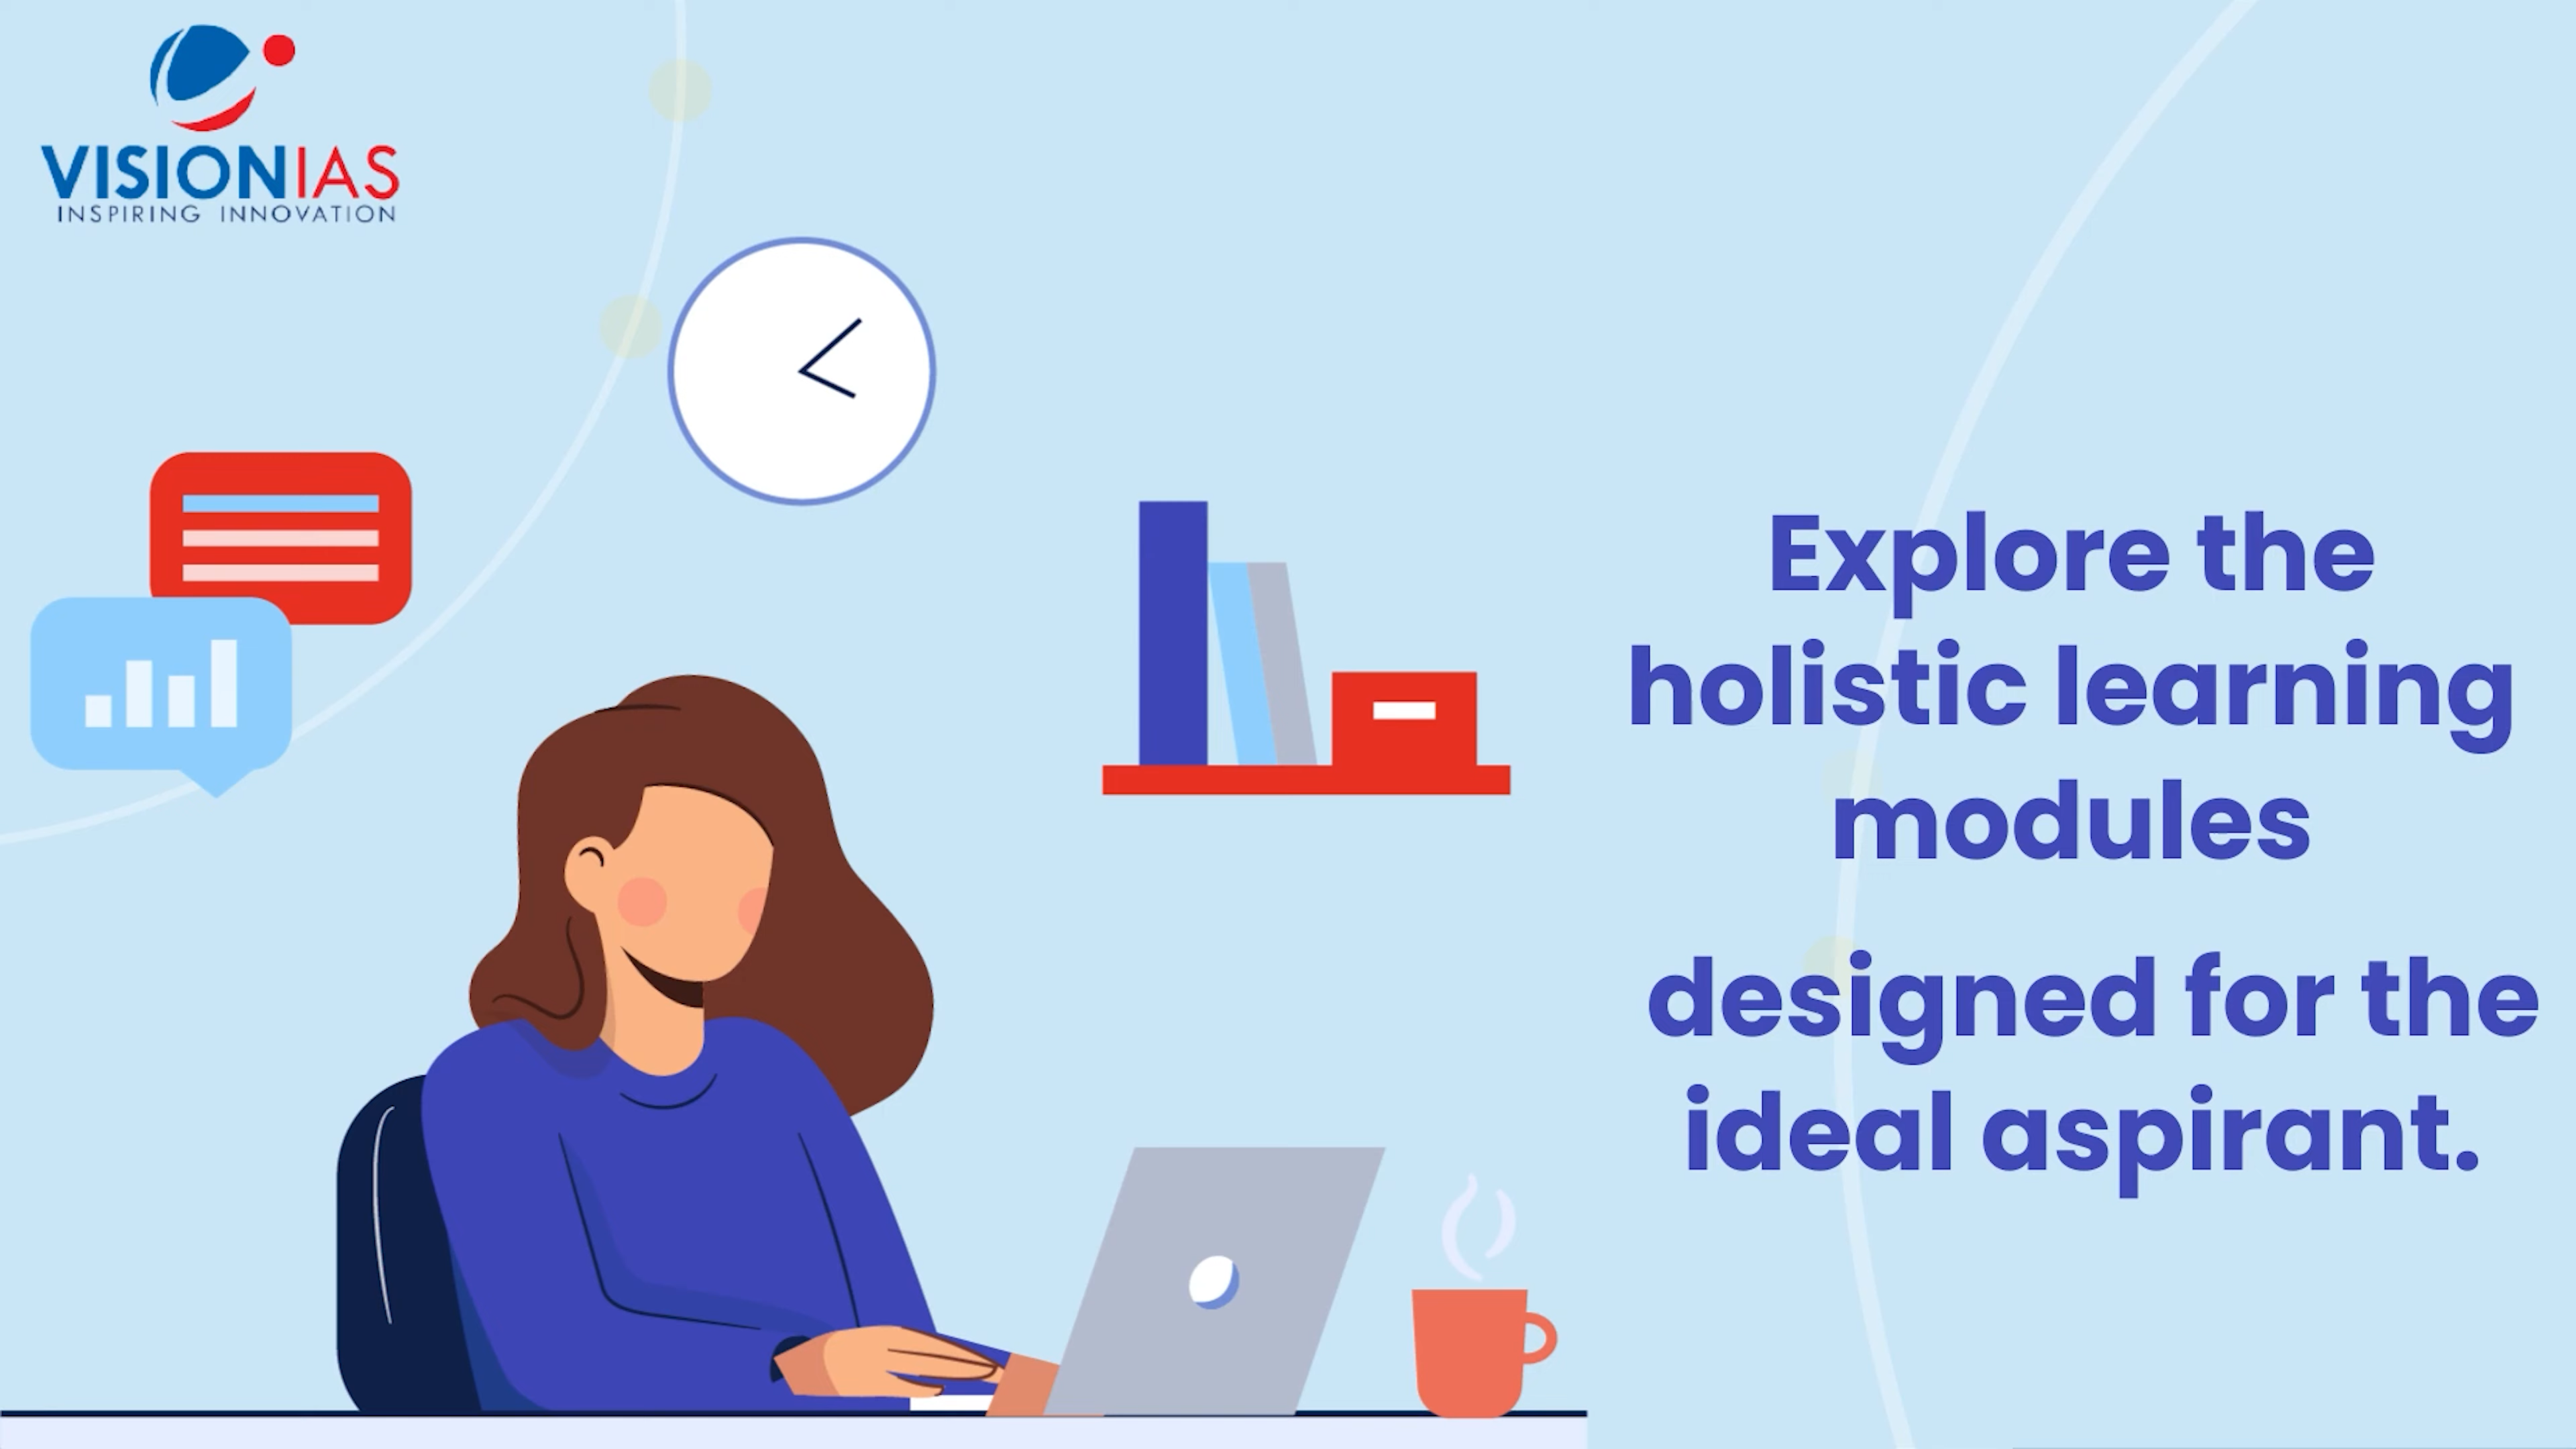 VISIONIAS
INSPIRING INNOVATION
Explore the
holistic learning
modules
designed for the
ideal aspirant.